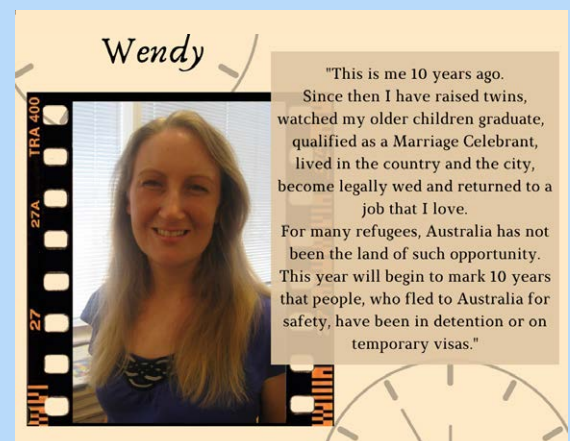 Wendy
TRA 400
27A
27
"This is me 10 years ago.
Since then I have raised twins,
watched my older children graduate,
qualified as a Marriage Celebrant,
lived in the country and the city,
become legally wed and returned to a
job that I love.
For many refugees, Australia has not
been the land of such opportunity.
This year will begin to mark 10 years
that people, who fled to Australia for
safety, have been in detention or on
temporary visas."